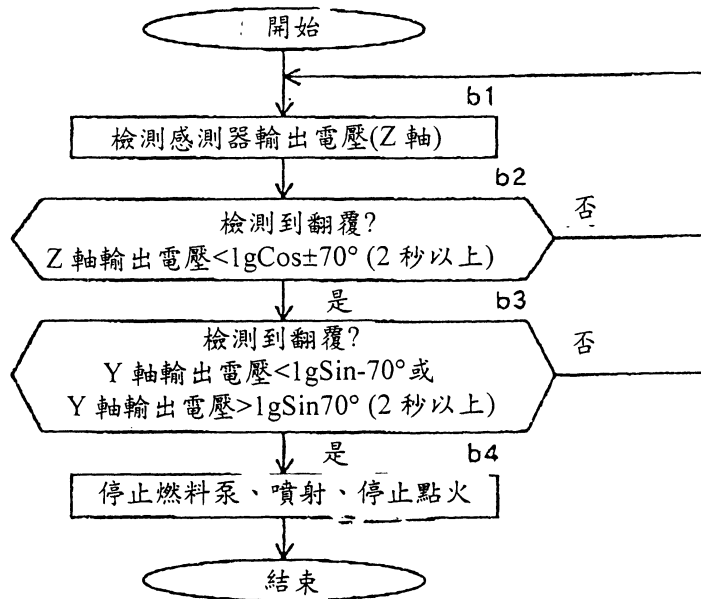 開始
b1
檢測感測器輸出電壓(Z 軸)
b2
檢測到翻覆?
Z 軸輸出電壓<1gCos±70° (2 秒以上)
否
是
b3
檢測到翻覆?
Y 軸輸出電壓<1gSin-70°或
Y 軸輸出電壓>1gSin70° (2 秒以上)
否
是
b4
停止燃料泵、噴射、停止點火
結束